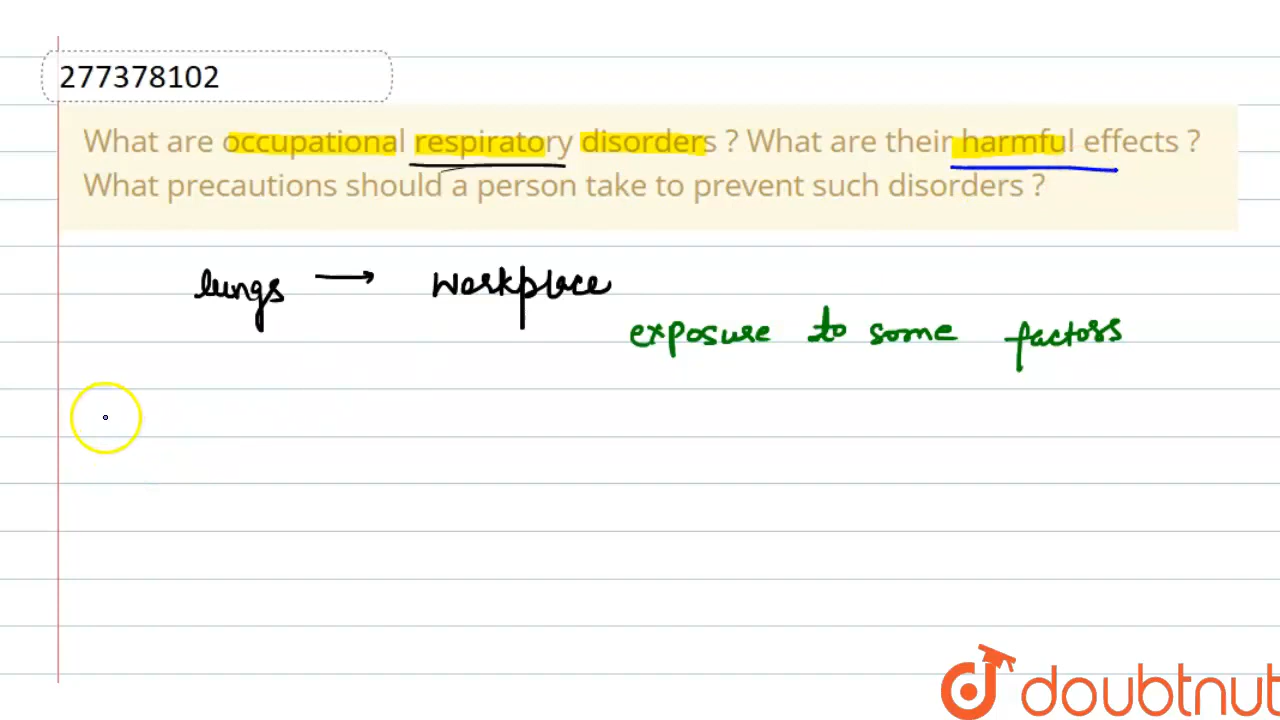 277378102
What are occupational respiratory disorders ? What are their harmful effects ?
What precautions should a person take to prevent such disorders ?
lungs → workplace
exposure to some factors
doubtnut